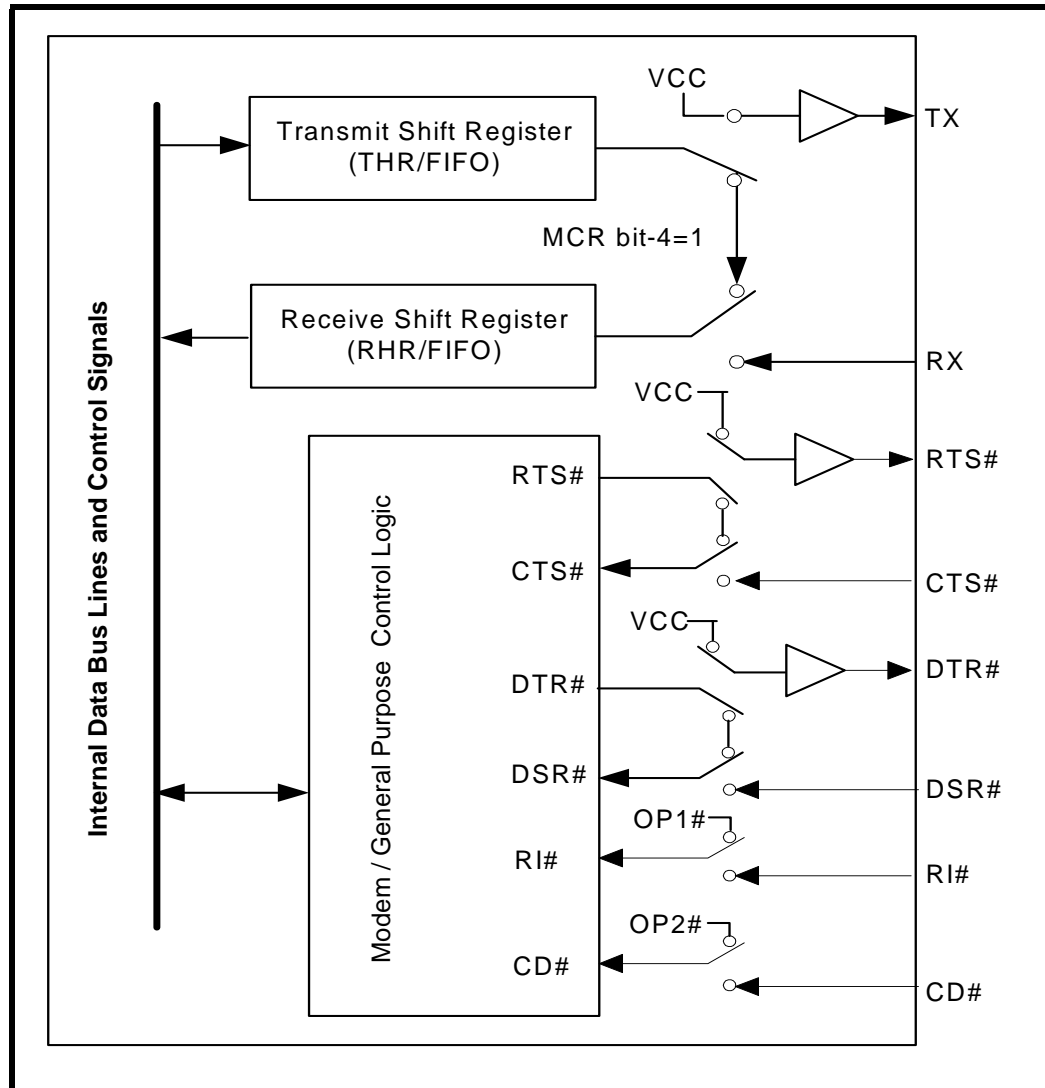 VCC
TX
Transmit Shift Register
(THR/FIFO)
MCR bit-4=1
Receive Shift Register
(RHR/FIFO)
RX
VCC
RTS#
RTS#
CTS#
CTS#
VCC
DTR#
DTR#
DSR#
DSR#
OP1#
RI#
RI#
OP2#
CD#
CD#
Internal Data Bus Lines and Control Signals
Modem / General Purpose Control Logic